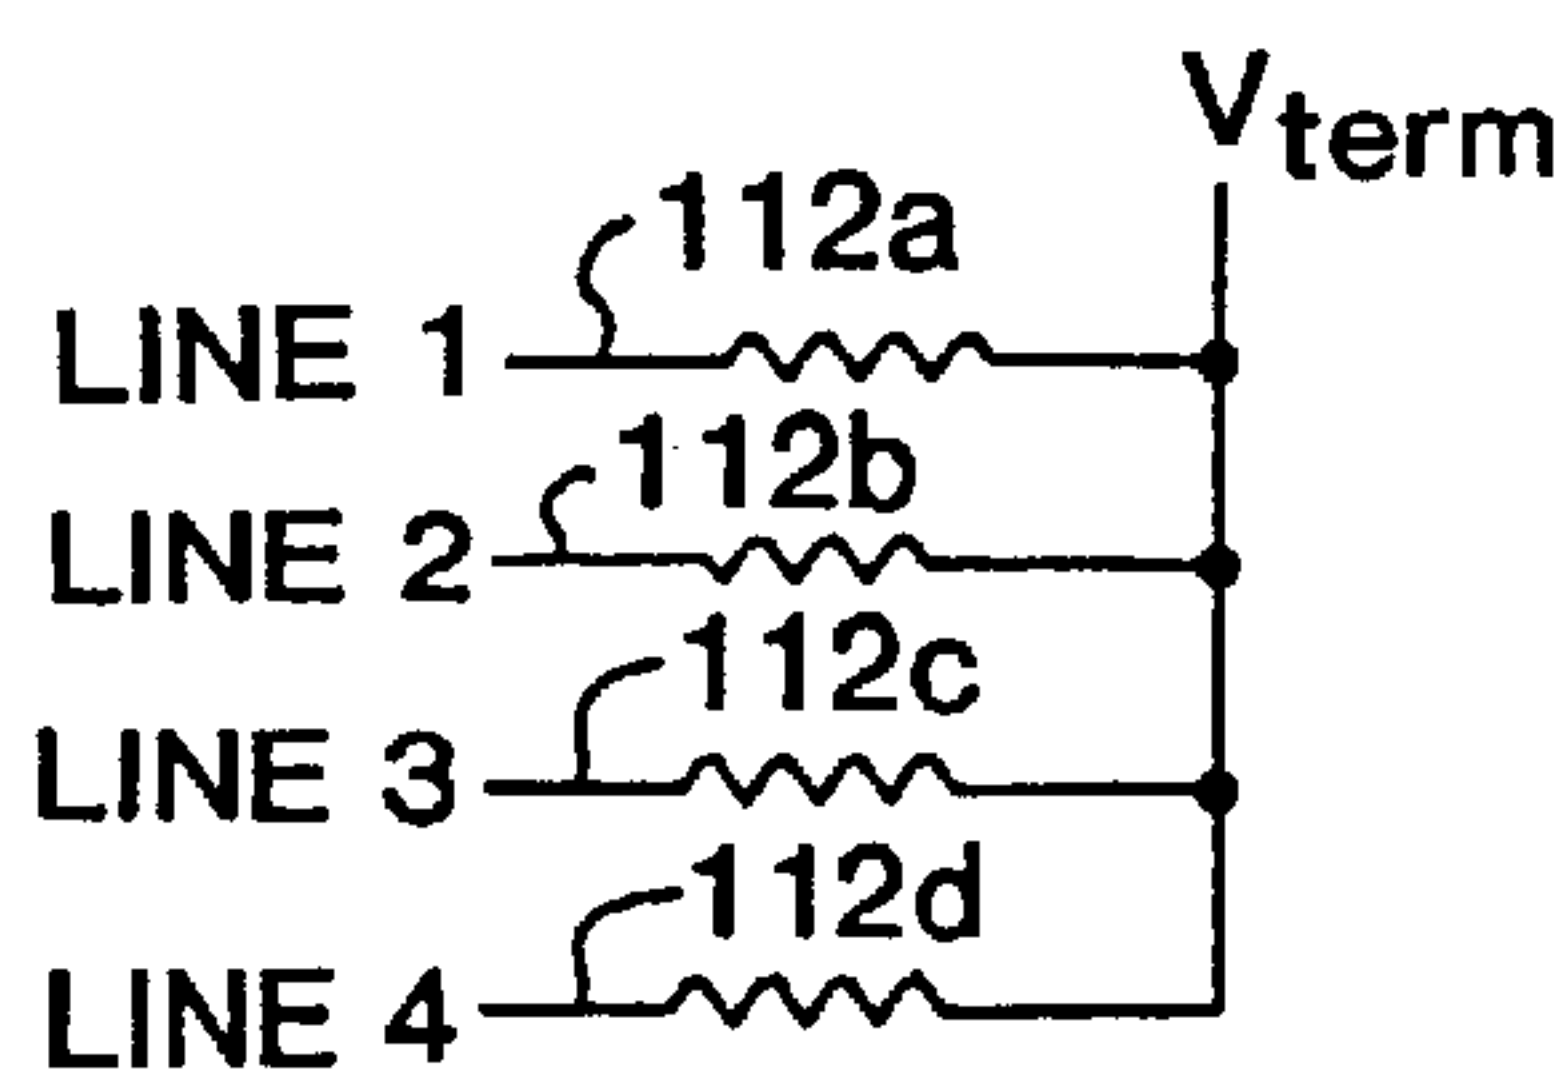 Vterm
112a
LINE 1
112b
LINE 2
112c
LINE 3
112d
LINE 4